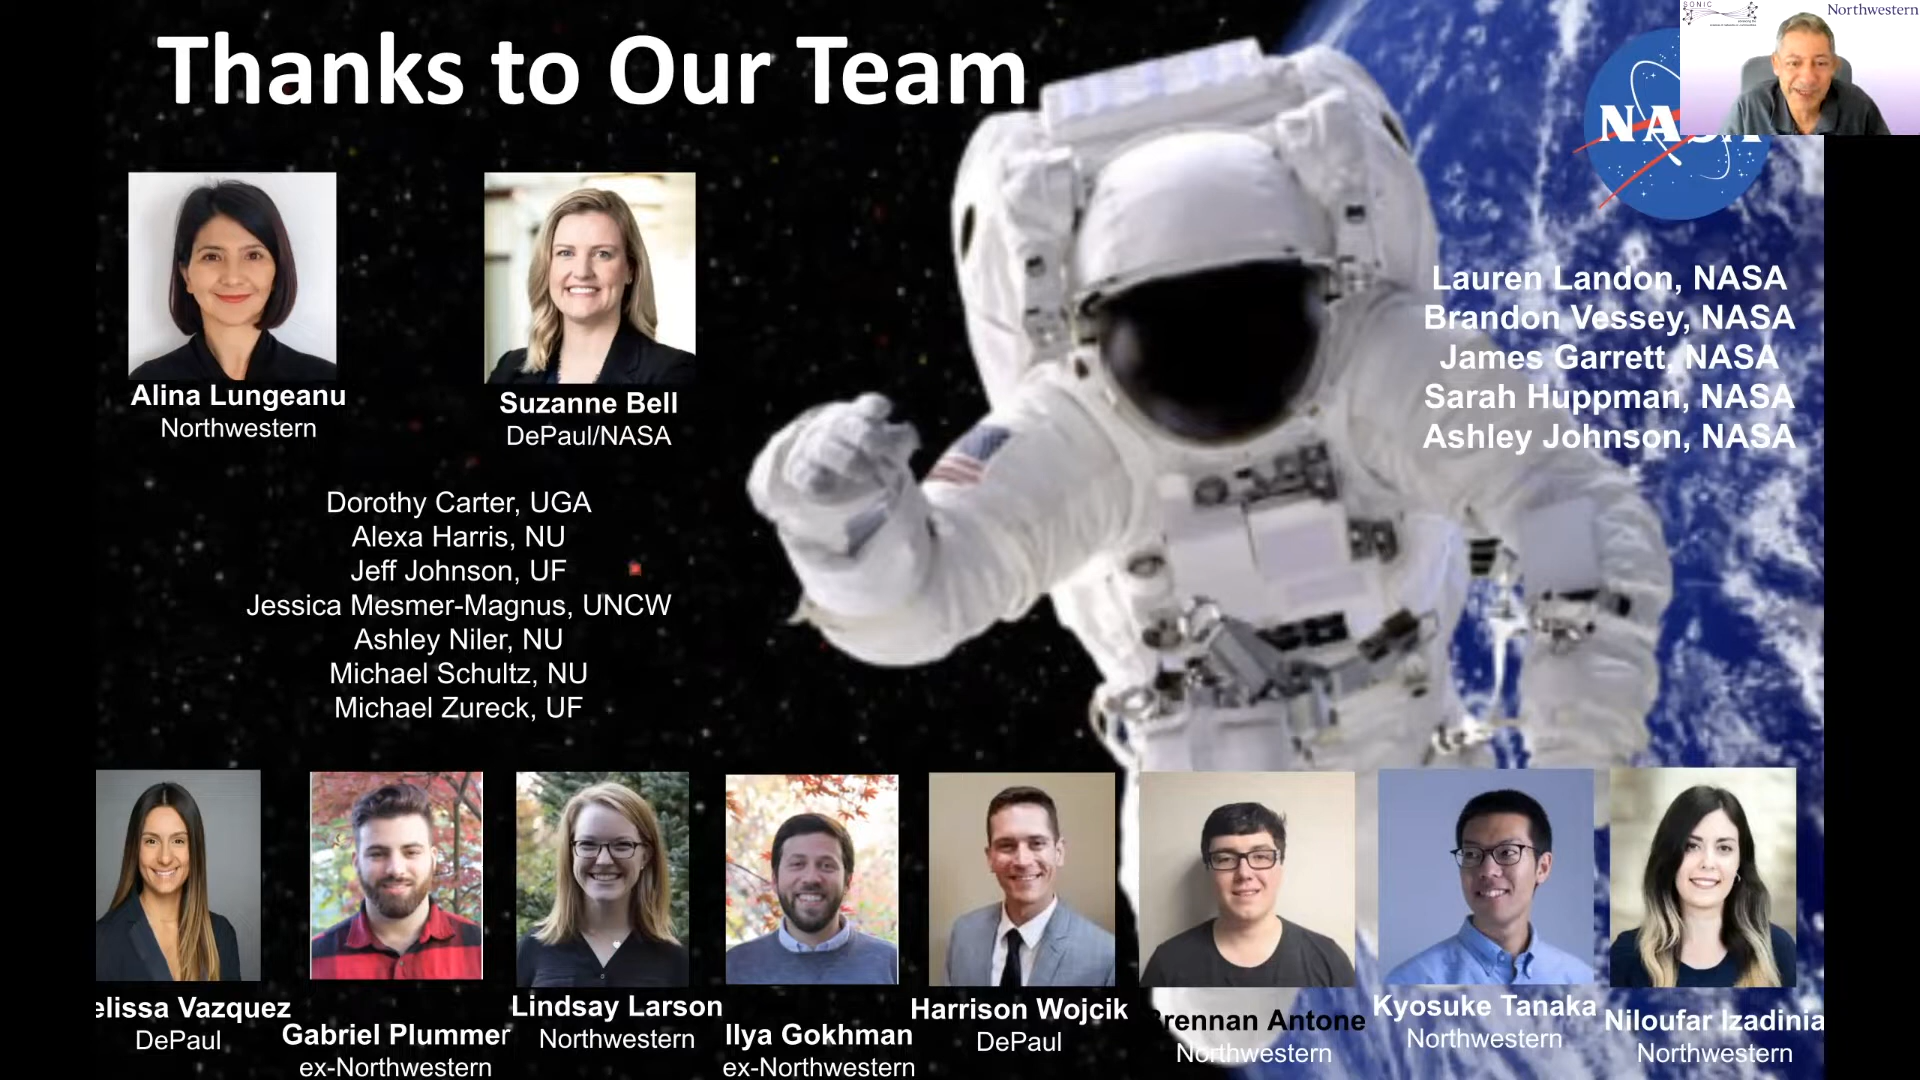 Thanks to Our Team
SONIC
Northwestern
NASA
Alina Lungeanu
Northwestern
Suzanne Bell
DePaul/NASA
Lauren Landon, NASA
Brandon Vessey, NASA
James Garrett, NASA
Sarah Huppman, NASA
Ashley Johnson, NASA
Dorothy Carter, UGA
Alexa Harris, NU
Jeff Johnson, UF
Jessica Mesmer-Magnus, UNCW
Ashley Niler, NU
Michael Schultz, NU
Michael Zureck, UF
elissa Vazquez
DePaul
Gabriel Plummer
ex-Northwestern
Lindsay Larson
Northwestern
Ilya Gokhman
ex-Northwestern
Harrison Wojcik
DePaul
rennan Antone
Northwestern
Kyosuke Tanaka
Northwestern
Niloufar Izadinia
Northwestern